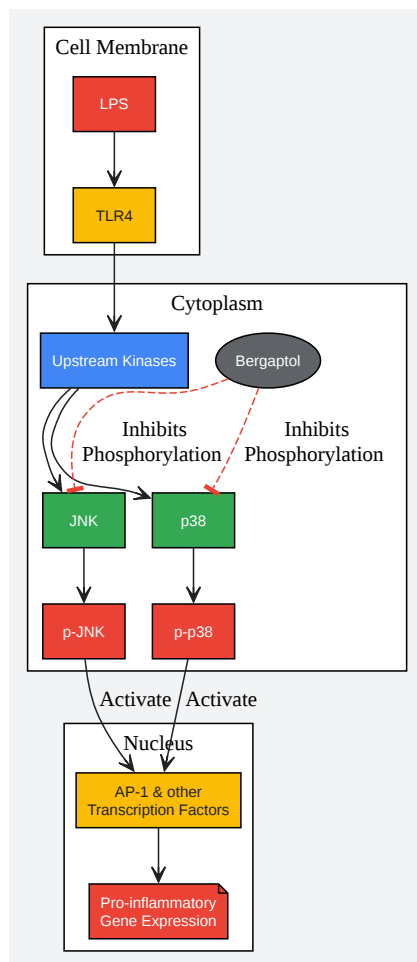 Cell Membrane
LPS
TLR4
Cytoplasm
Upstream Kinases
Bergaptol
Inhibits
Phosphorylation
Inhibits
Phosphorylation
JNK
p38
p-JNK
p-p38
Activate
Activate
Nucleus
AP-1 & other
Transcription Factors
Pro-inflammatory
Gene Expression